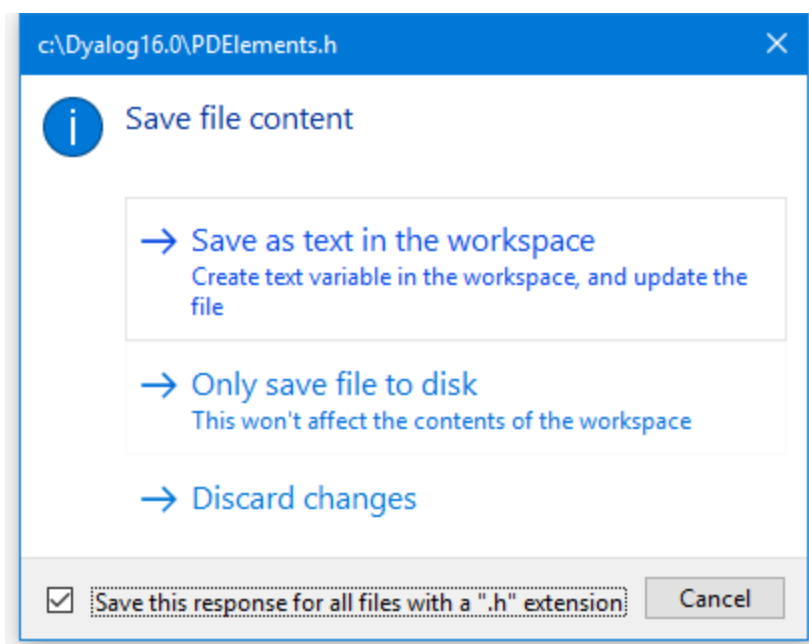 c:\Dyalog16.0\PDElements.h
Save file content
Save as text in the workspace
Create text variable in the workspace, and update the
file
Only save file to disk
This won't affect the contents of the workspace
Discard changes
Save this response for all files with a ".h" extension
Cancel